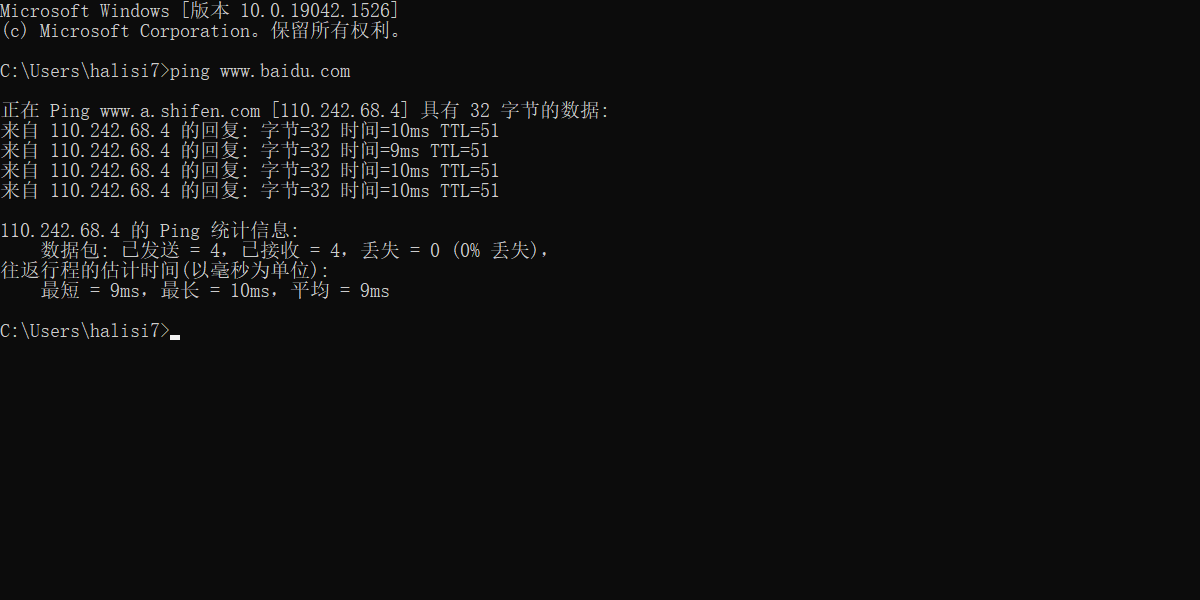 Microsoft Windows [版本 10.0.19042.1526]
(c) Microsoft Corporation。保留所有权利。
C:\Users\halisi7>ping www.baidu.com
正在 Ping www.a.shifen.com [110.242.68.4] 具有 32 字节的数据:
来自 110.242.68.4 的回复: 字节=32 时间=10ms TTL=51
来自 110.242.68.4 的回复: 字节=32 时间=9ms TTL=51
来自 110.242.68.4 的回复: 字节=32 时间=10ms TTL=51
来自 110.242.68.4 的回复: 字节=32 时间=10ms TTL=51
110.242.68.4 的 Ping 统计信息:
    数据包: 已发送 = 4，已接收 = 4，丢失 = 0 (0% 丢失)，
往返行程的估计时间(以毫秒为单位):
    最短 = 9ms，最长 = 10ms，平均 = 9ms
C:\Users\halisi7>